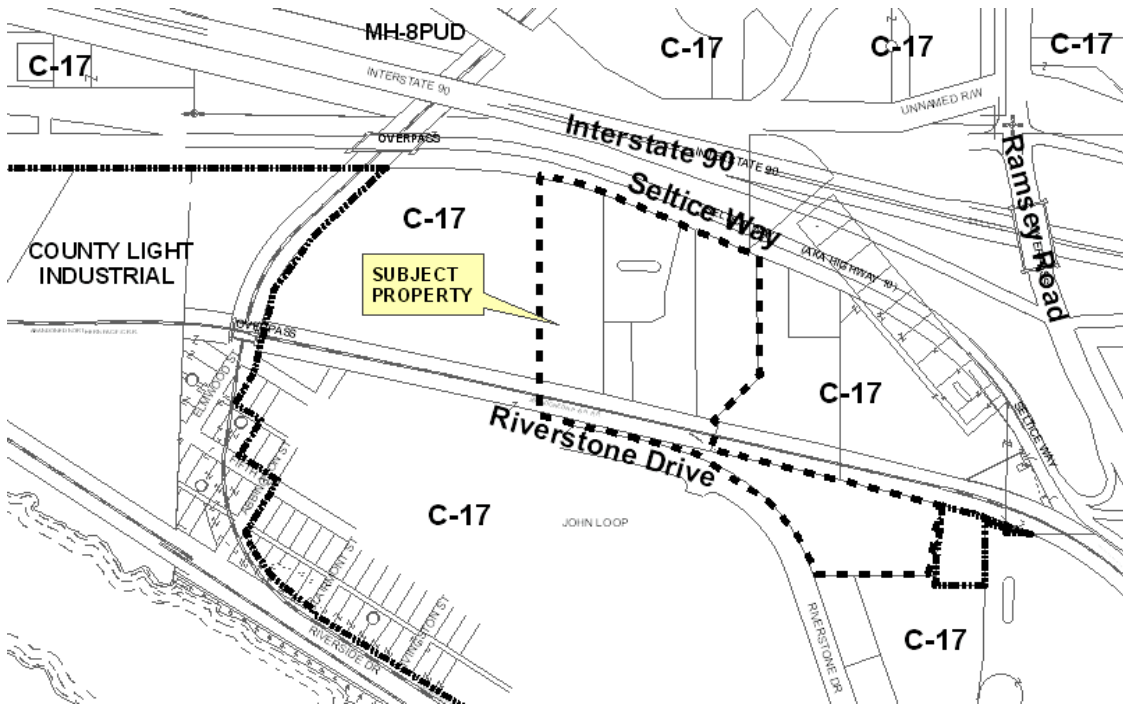 MH-8PUD
C-17
C-17
C-17
C-17
INTERSTATE 90
UNNAMED R/W
OVERPASS
Interstate 90
INTERSTATE 90
Ramsey Road
Seltice Way
C-17
(AKA HIGHWAY 10)
COUNTY LIGHT
INDUSTRIAL
SUBJECT
PROPERTY
OVERPASS
ELMWOOD ST
C-17
SELTICE WAY
Riverstone Drive
C-17
JOHN LOOP
RIVERSIDE DR
RIVERSTONE DR
C-17